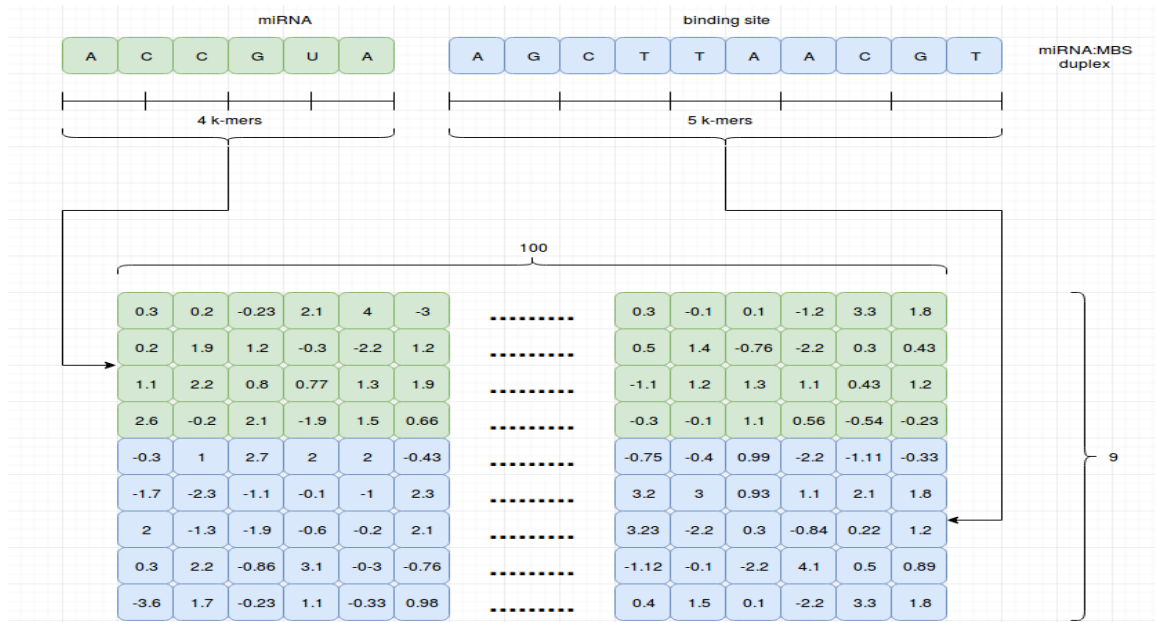 miRNA binding site
A C C G U A A G C T T A A C G T miRNA:MBS
duplex
4 k-mers 5 k-mers
100
0.3 0.2 -0.23 2.1 4 -3 ......... 0.3 -0.1 0.1 -1.2 3.3 1.8
0.2 1.9 1.2 -0.3 -2.2 1.2 ......... 0.5 1.4 -0.76 -2.2 0.3 0.43
1.1 2.2 0.8 0.77 1.3 1.9 ......... -1.1 1.2 1.3 1.1 0.43 1.2
2.6 -0.2 2.1 -1.9 1.5 0.66 ......... -0.3 -0.1 1.1 0.56 -0.54 -0.23
-0.3 1 2.7 2 2 -0.43 ......... -0.75 -0.4 0.99 -2.2 -1.11 -0.33 9
-1.7 -2.3 -1.1 -0.1 -1 2.3 ......... 3.2 3 0.93 1.1 2.1 1.8
2 -1.3 -1.9 -0.6 -0.2 2.1 ......... 3.23 -2.2 0.3 -0.84 0.22 1.2
0.3 2.2 -0.86 3.1 -0-3 -0.76 ......... -1.12 -0.1 -2.2 4.1 0.5 0.89
-3.6 1.7 -0.23 1.1 -0.33 0.98 ......... 0.4 1.5 0.1 -2.2 3.3 1.8